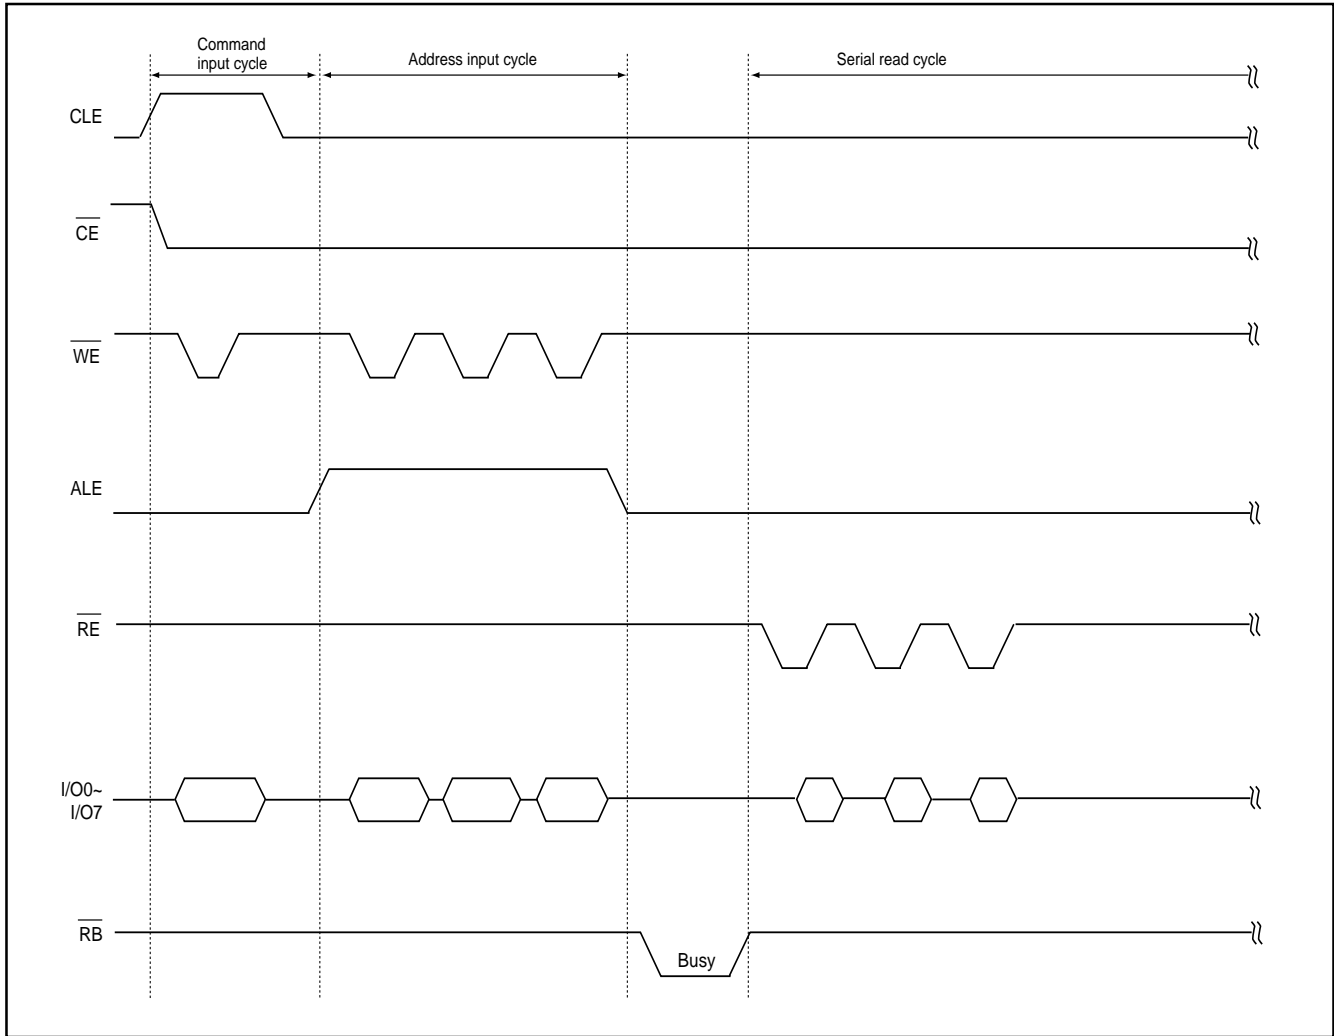 Command
input cycle
Address input cycle
Serial read cycle
CLE
CE
WE
ALE
RE
I/O0~
I/O7
RB
Busy